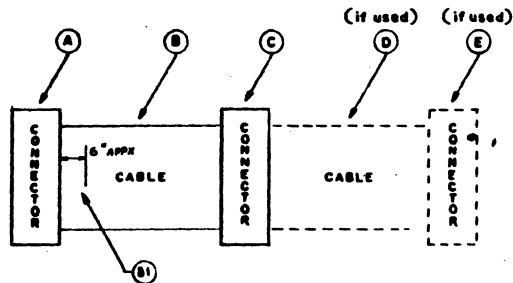 (if used) (if used)
A B C D E
CONNECTOR
6" APPX
CABLE
B1
CONNECTOR
CABLE
CONNECTOR